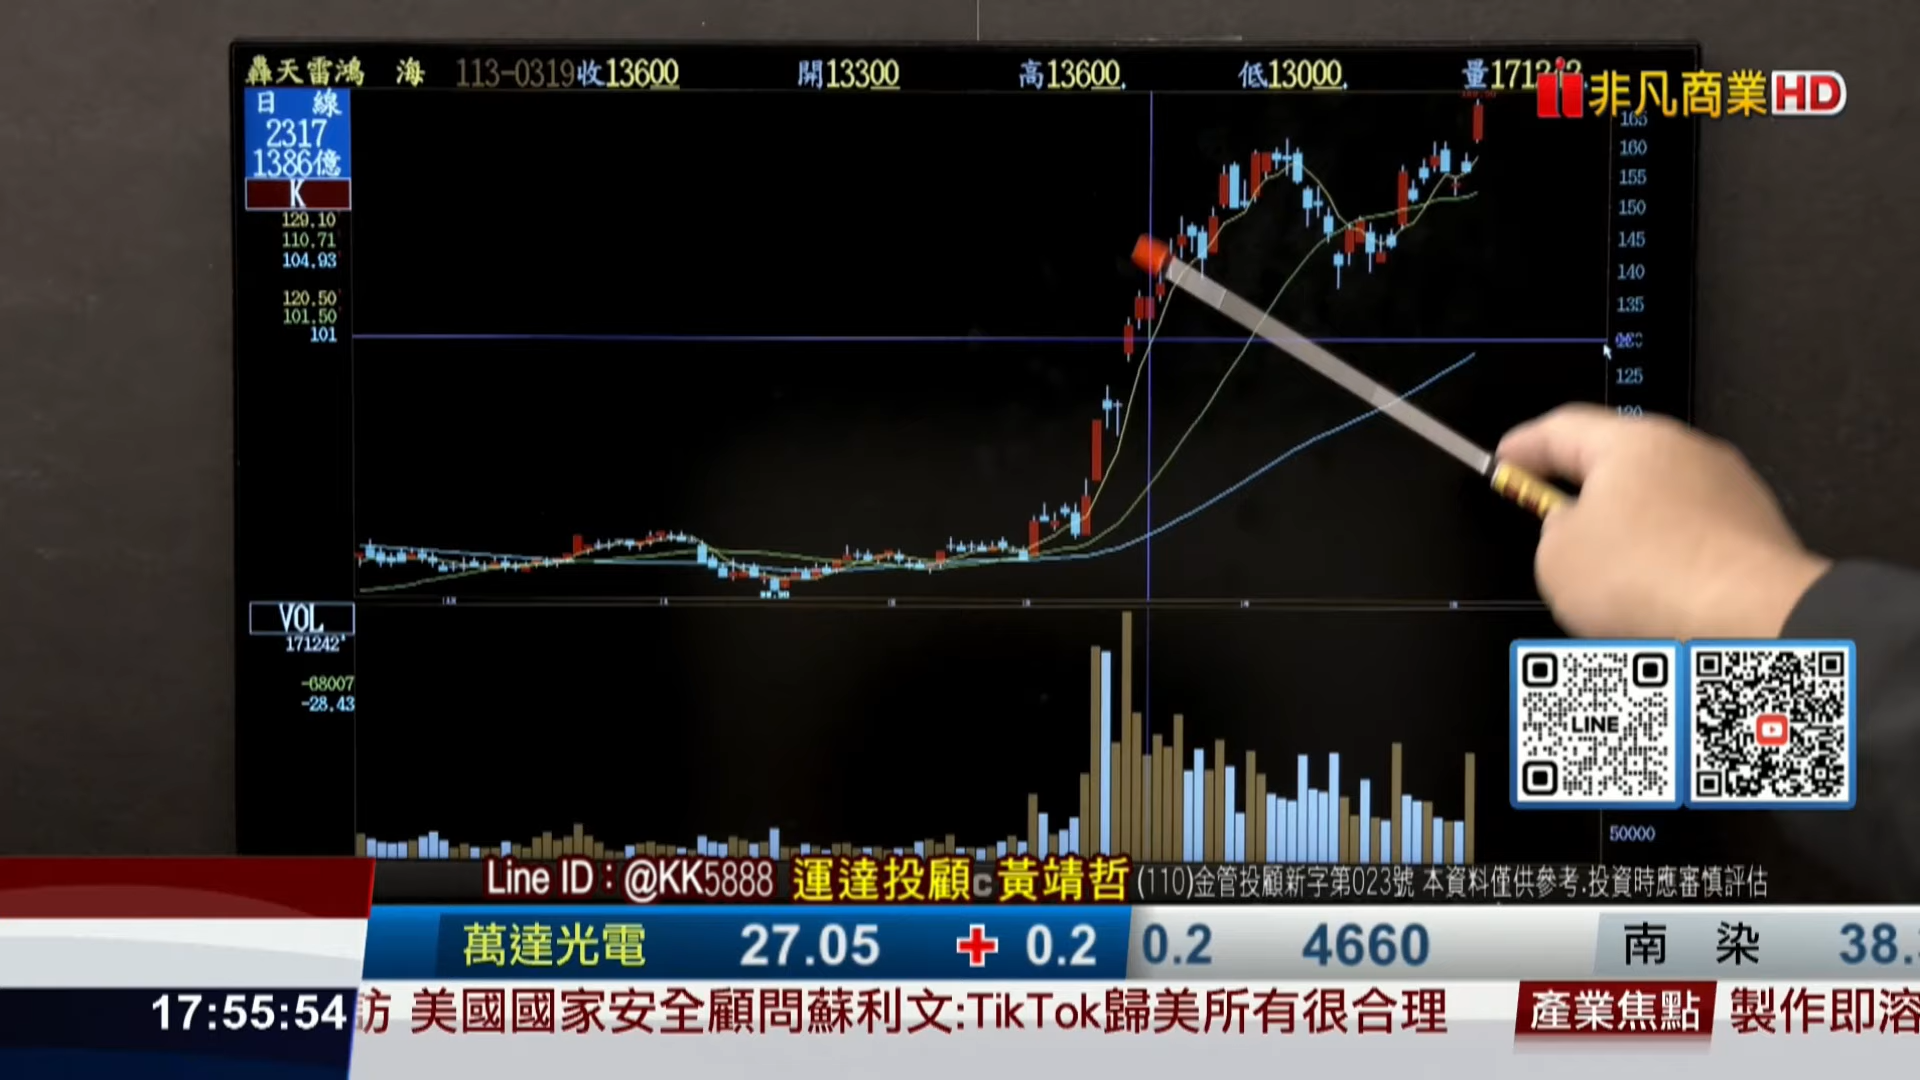 轟天雷鴻 海 113-0319收13600 開13300 高13600. 低13000.
非凡商業HD
日 線
2317
1386億
K
129.10
110.71
104.93
120.50
101.50
101
165
160
155
150
145
140
135
125
120
VOL
171242
-68007
-28.43
50000
LINE
Line ID：@KK5888 運達投顧 黃靖哲 (110)金管投顧新字第023號 本資料僅供參考.投資時應審慎評估
萬達光電 27.05 + 0.2 0.2 4660 南 染 38.
17:55:54 訪 美國國家安全顧問蘇利文:TikTok歸美所有很合理 產業焦點 製作即溶